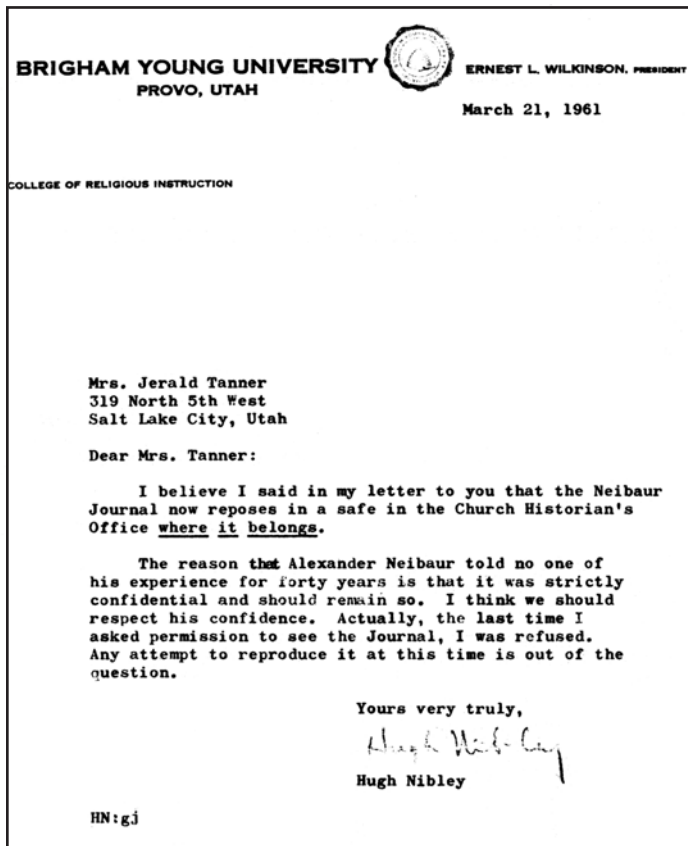 BRIGHAM YOUNG UNIVERSITY
PROVO, UTAH
ERNEST L. WILKINSON, PRESIDENT
March 21, 1961
COLLEGE OF RELIGIOUS INSTRUCTION
Mrs. Jerald Tanner
319 North 5th West
Salt Lake City, Utah
Dear Mrs. Tanner:
I believe I said in my letter to you that the Neibaur
Journal now reposes in a safe in the Church Historian's
Office where it belongs.
The reason that Alexander Neibaur told no one of
his experience for forty years is that it was strictly
confidential and should remain so. I think we should
respect his confidence. Actually, the last time I
asked permission to see the Journal, I was refused.
Any attempt to reproduce it at this time is out of the
question.
Yours very truly,
Hugh Nibley
Hugh Nibley
HN:gj